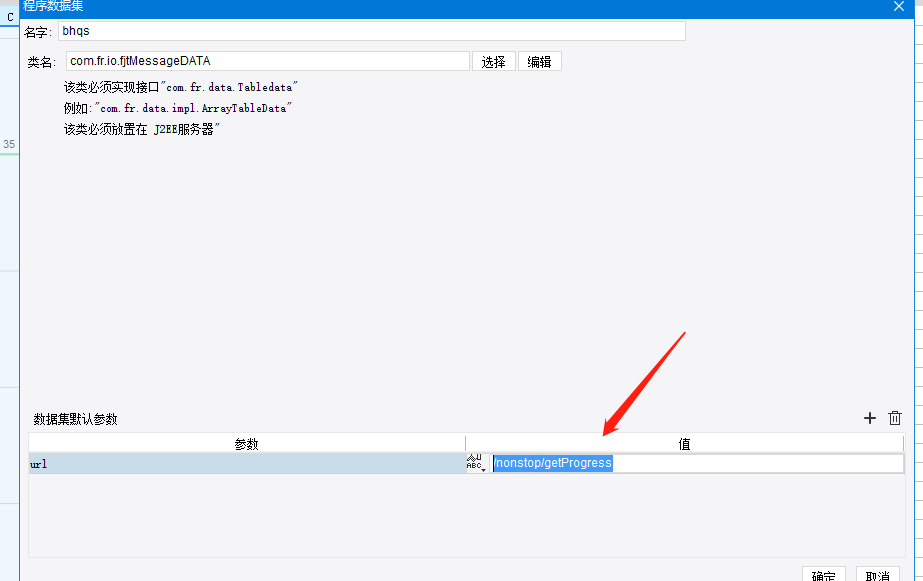 程序数据集
C
名字: bhqs
类名: com.fr.io.fjtMessageDATA 选择 编辑
该类必须实现接口"com.fr.data.Tabledata"
例如:"com.fr.data.impl.ArrayTableData"
该类必须放置在 J2EE服务器"
35
数据集默认参数
参数 值
url ABC /nonstop/getProgress
确定 取消